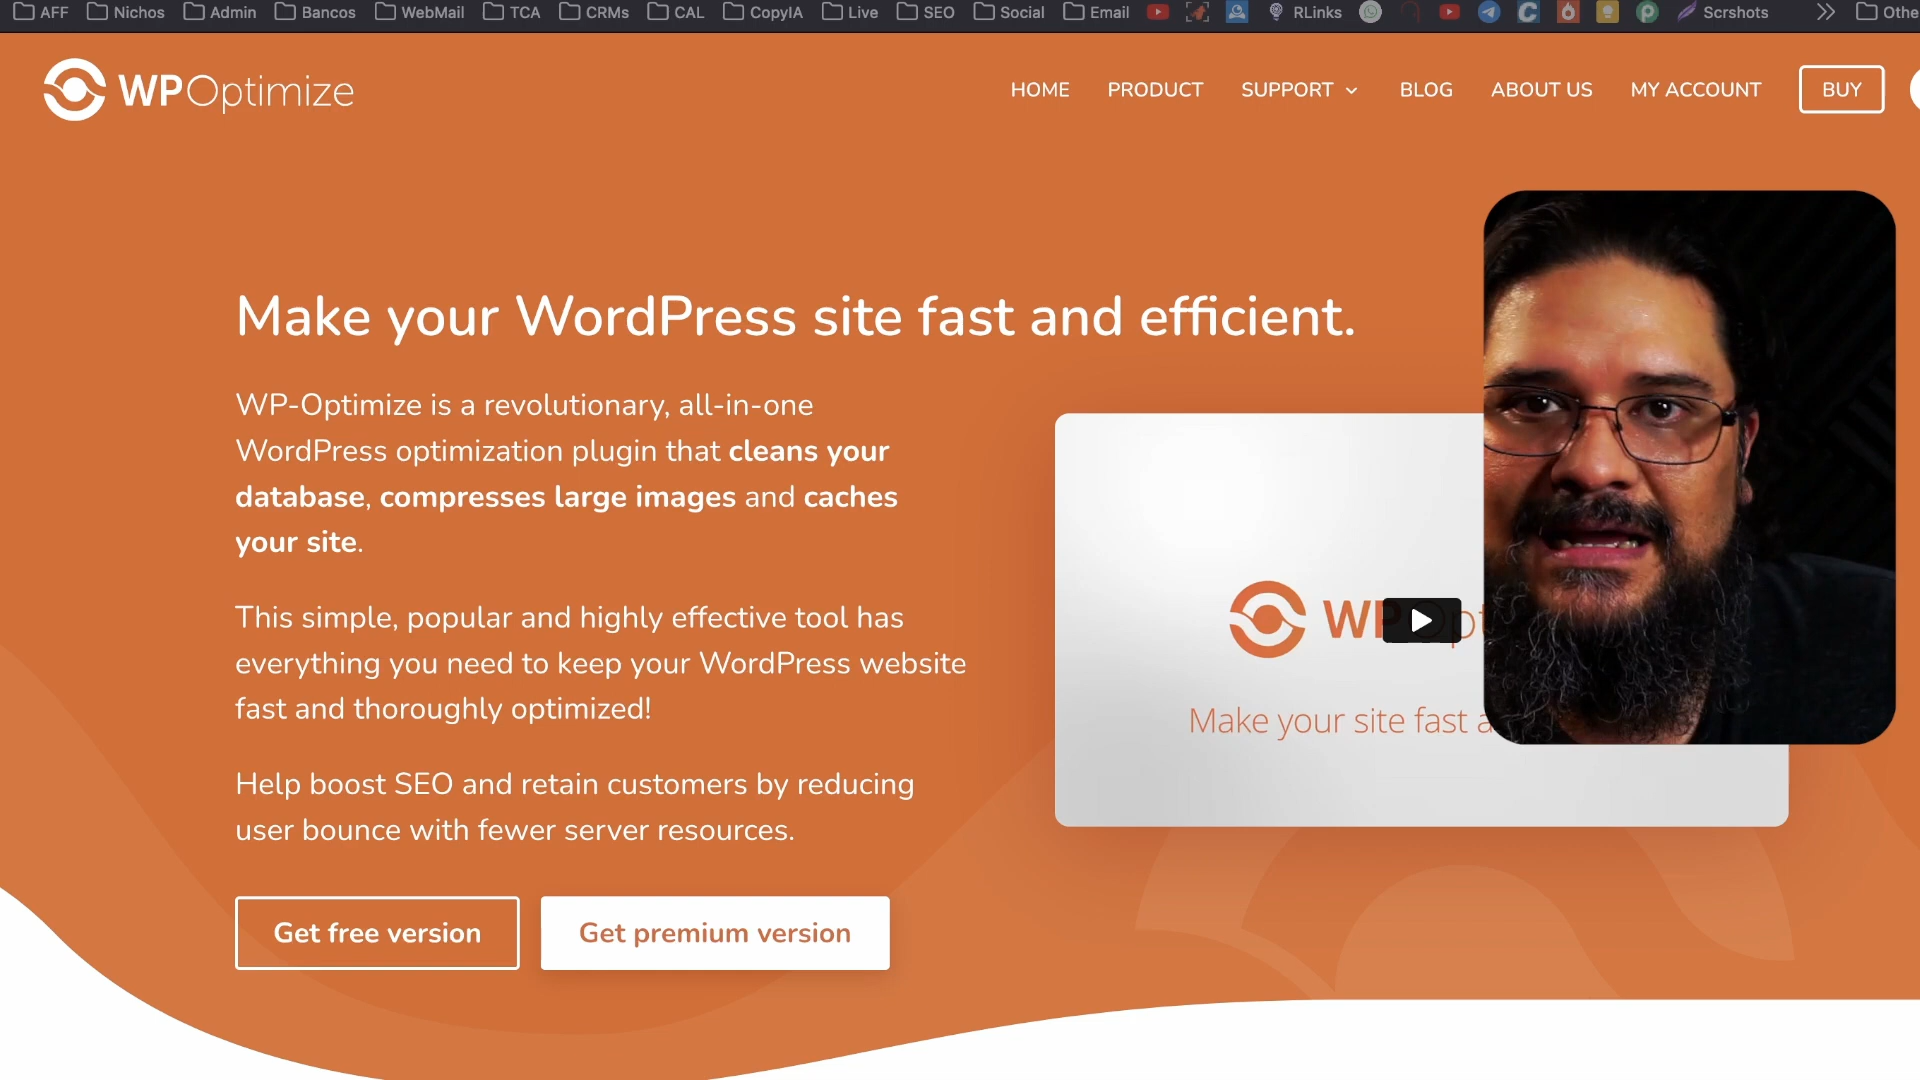 AFF Nichos Admin Bancos WebMail TCA CRMs CAL CopyIA Live SEO Social Email RLinks Scrshots Othe
WPOptimize
HOME PRODUCT SUPPORT BLOG ABOUT US MY ACCOUNT BUY
Make your WordPress site fast and efficient.
WP-Optimize is a revolutionary, all-in-one
WordPress optimization plugin that cleans your
database, compresses large images and caches
your site.
This simple, popular and highly effective tool has
everything you need to keep your WordPress website
fast and thoroughly optimized!
Help boost SEO and retain customers by reducing
user bounce with fewer server resources.
Get free version
Get premium version
WPOpt
Make your site fast a